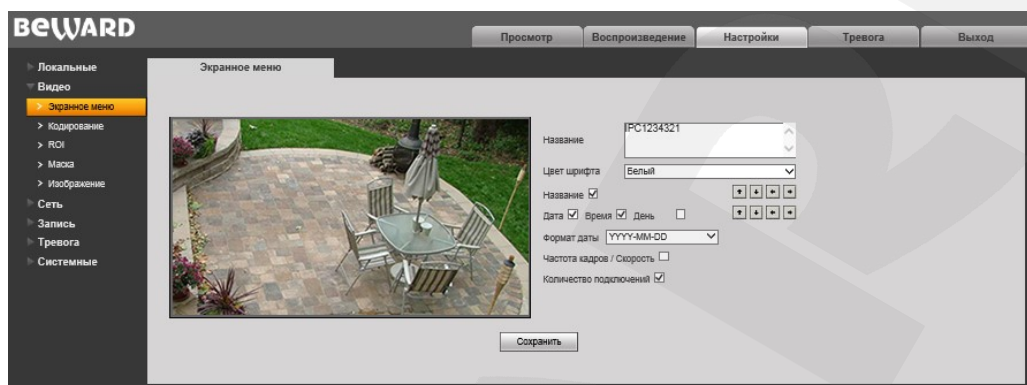 BEWARD
Просмотр Воспроизведение Настройки Тревога Выход
Локальные
Видео
> Экранное меню
> Кодирование
> ROI
> Маска
> Изображение
Сеть
Запись
Тревога
Системные
Экранное меню
Название IPC1234321
Цвет шрифта Белый
Название
Дата Время День
Формат даты YYYY-MM-DD
Частота кадров / Скорость
Количество подключений
Сохранить